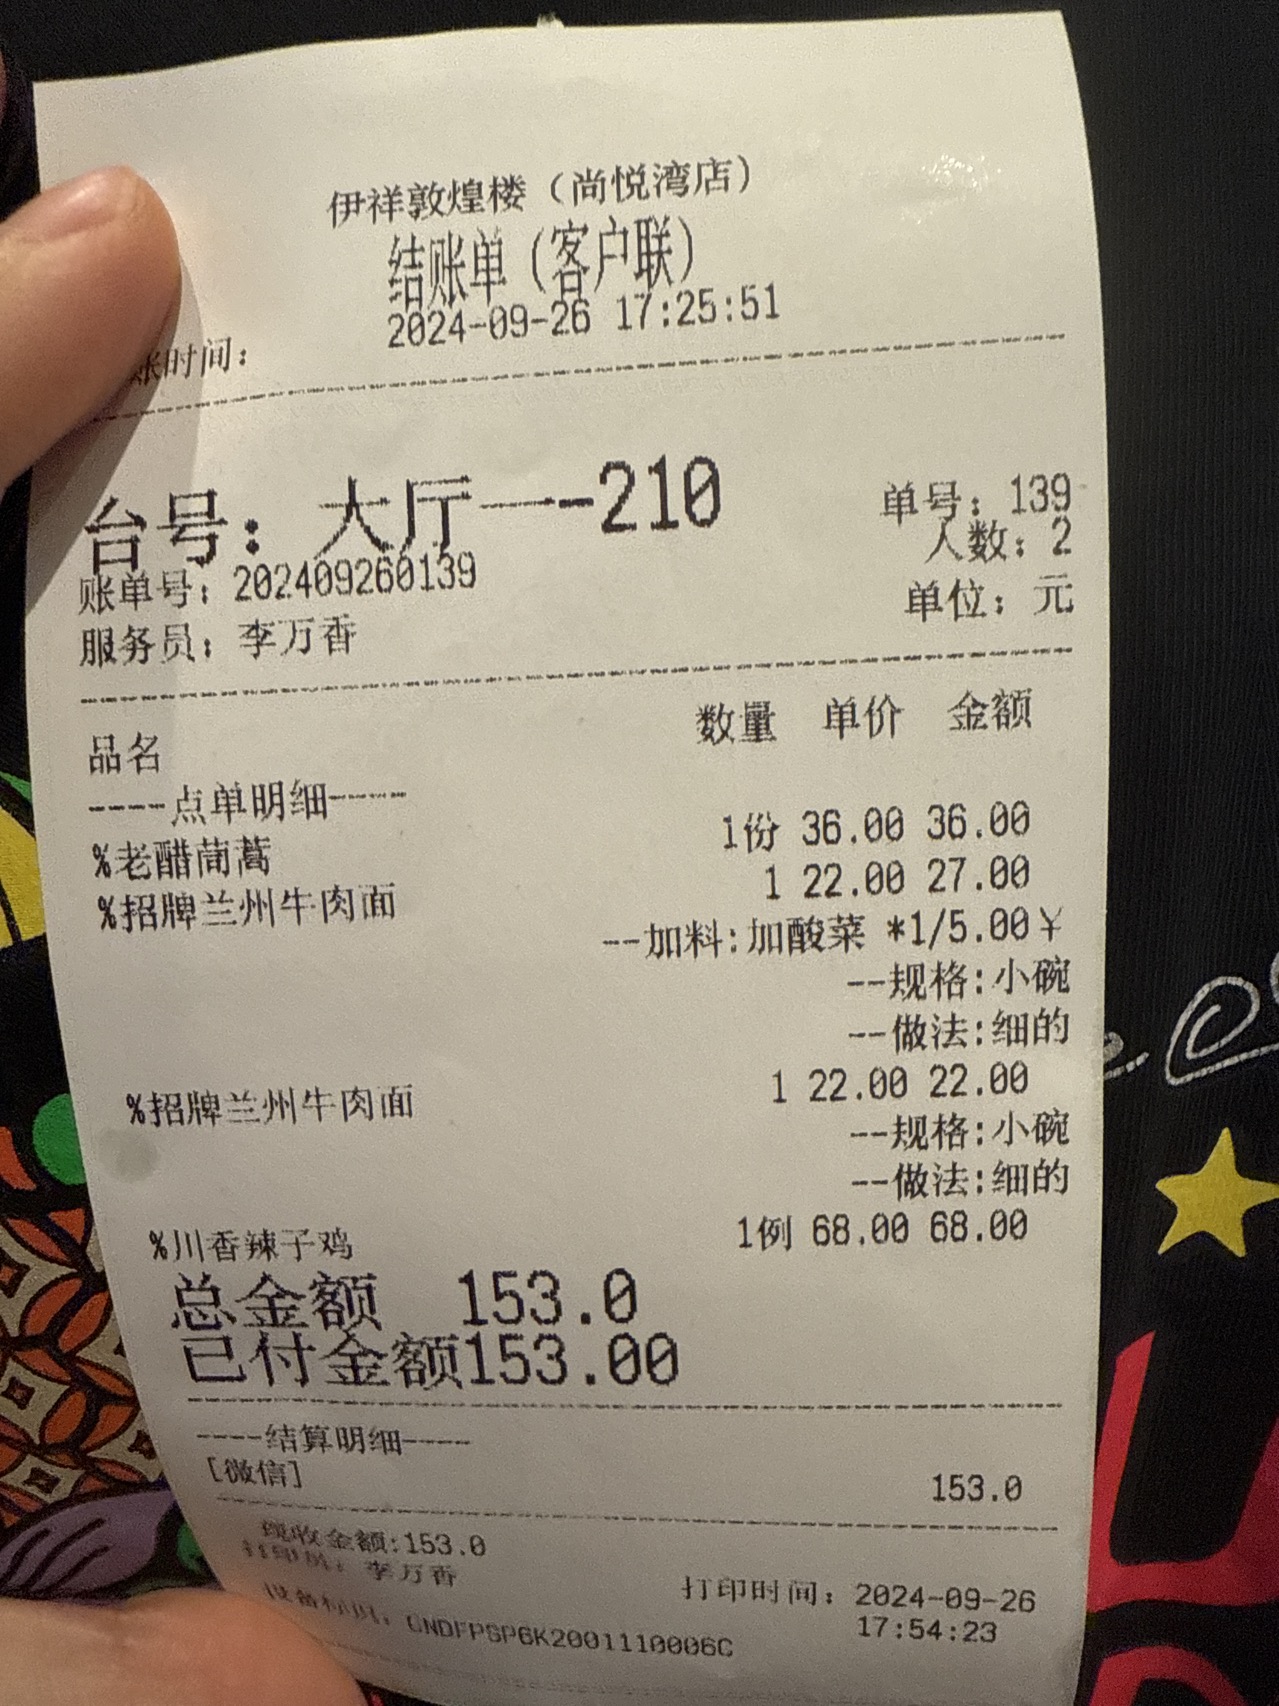 伊祥敦煌楼（尚悦湾店）
结账单（客户联）
账时间： 2024-09-26 17:25:51
台号：大厅一--210
单号：139
人数：2
账单号：202409260139
单位：元
服务员：李万香
品名 数量 单价 金额
----点单明细----
%老醋茼蒿 1份 36.00 36.00
%招牌兰州牛肉面 1 22.00 27.00
--加料:加酸菜 *1/5.00￥
--规格:小碗
--做法:细的
%招牌兰州牛肉面 1 22.00 22.00
--规格:小碗
--做法:细的
%川香辣子鸡 1例 68.00 68.00
总金额 153.0
已付金额153.00
----结算明细----
[微信] 153.0
现收金额:153.0
打印员：李万香
打印时间：2024-09-26
17:54:23
设备标识：